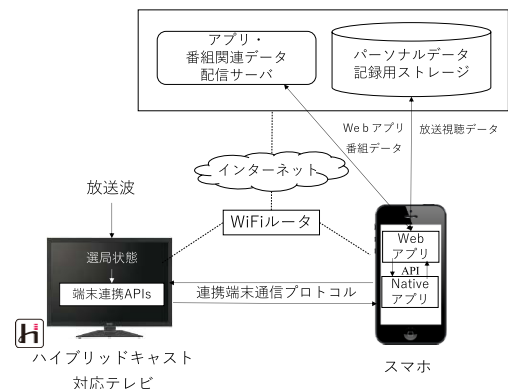 アプリ・
番組関連データ
配信サーバ
パーソナルデータ
記録用ストレージ
Webアプリ
番組データ
放送視聴データ
インターネット
放送波
WiFiルータ
選局状態
端末連携APIs
連携端末通信プロトコル
Web
アプリ
API
Native
アプリ
ハイブリッドキャスト
対応テレビ
スマホ